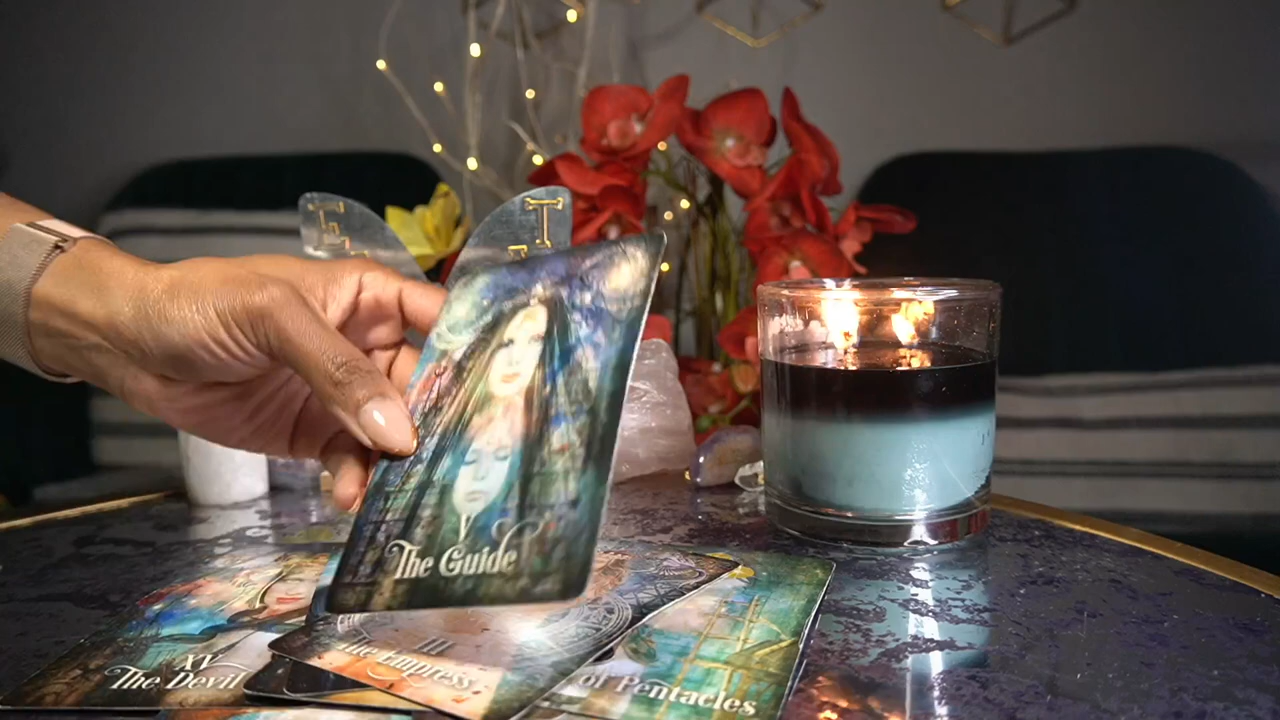 E
T
V
The Guide
XV
The Devil
III
The Empress
of Pentacles